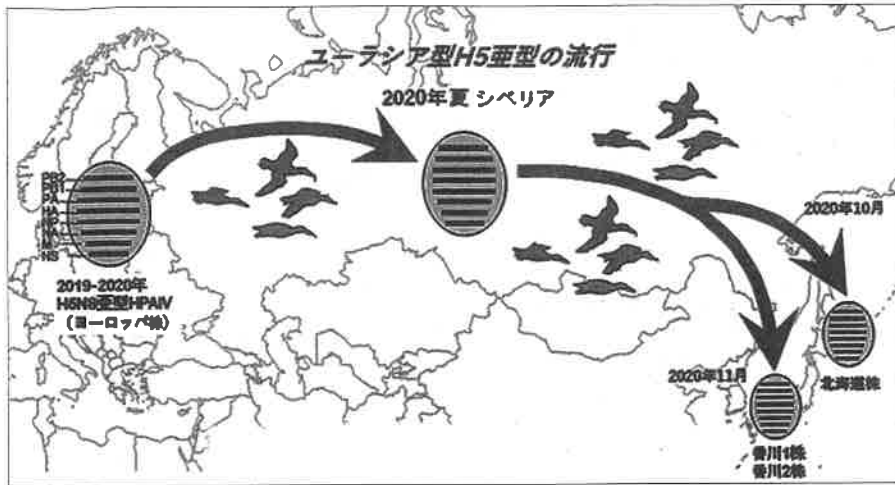 ユーラシア型H5亜型の流行
2020年夏 シベリア
PB2
PB1
PA
HA
NP
NA
M
NS
2019-2020年
H5N8亜型HPAIV
(ヨーロッパ株)
2020年10月
北海道株
2020年11月
香川1株
香川2株